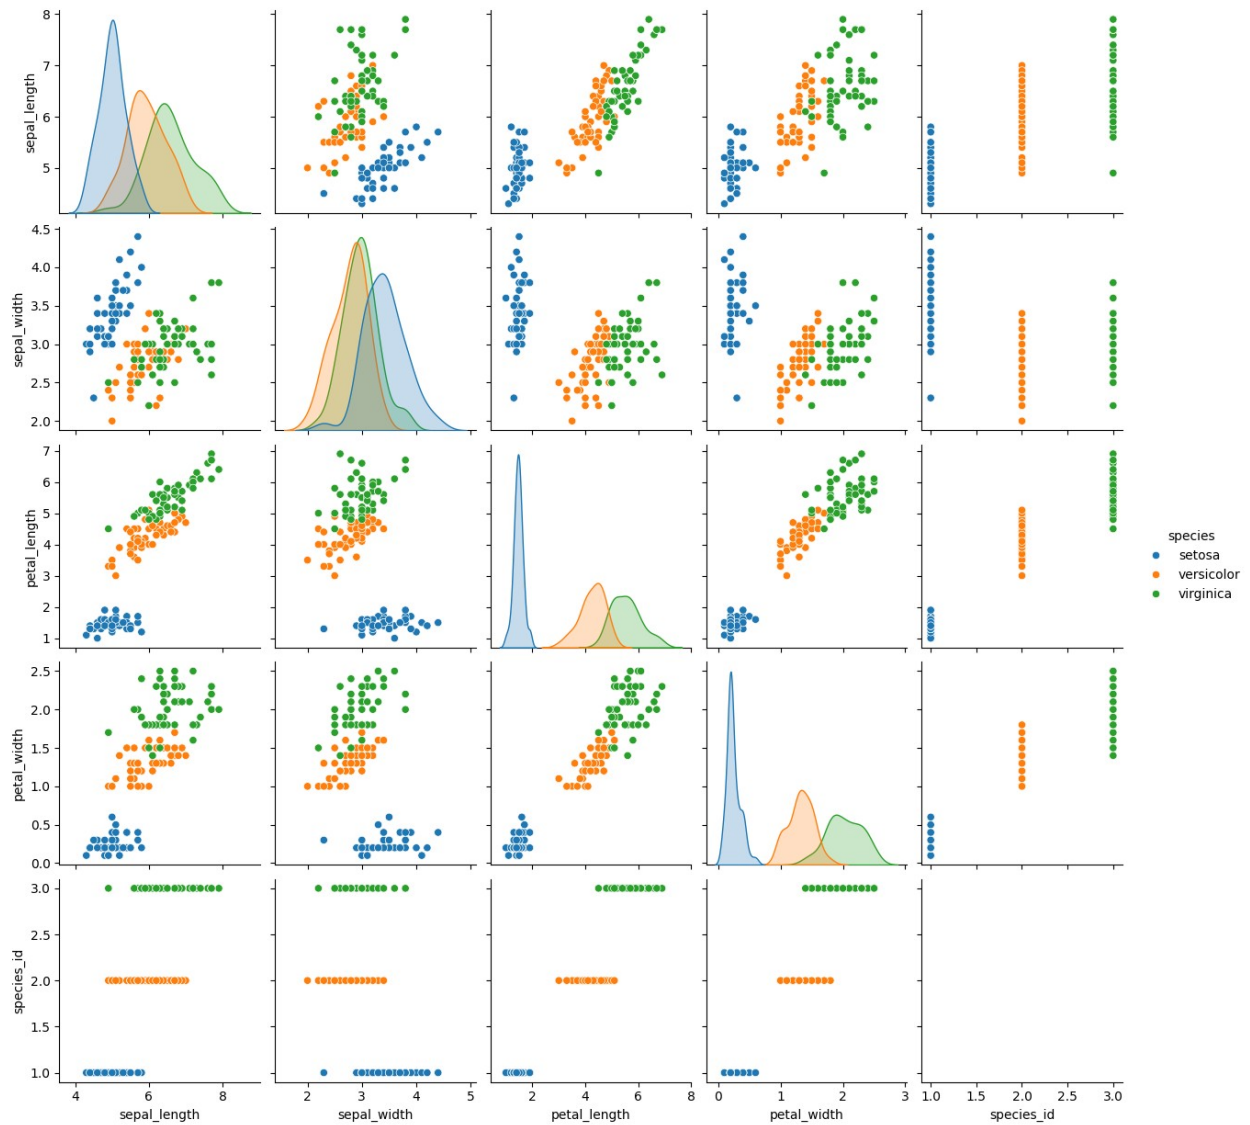 8
7
6
5
sepal_length
4.5
4.0
3.5
3.0
2.5
2.0
sepal_width
7
6
5
4
3
2
1
petal_length
species
setosa
versicolor
virginica
2.5
2.0
1.5
1.0
0.5
0.0
petal_width
3.0
2.5
2.0
1.5
1.0
species_id
4 6 8
2 3 4 5
2 4 6 8
0 1 2 3
1.0 1.5 2.0 2.5 3.0
sepal_length sepal_width petal_length petal_width species_id